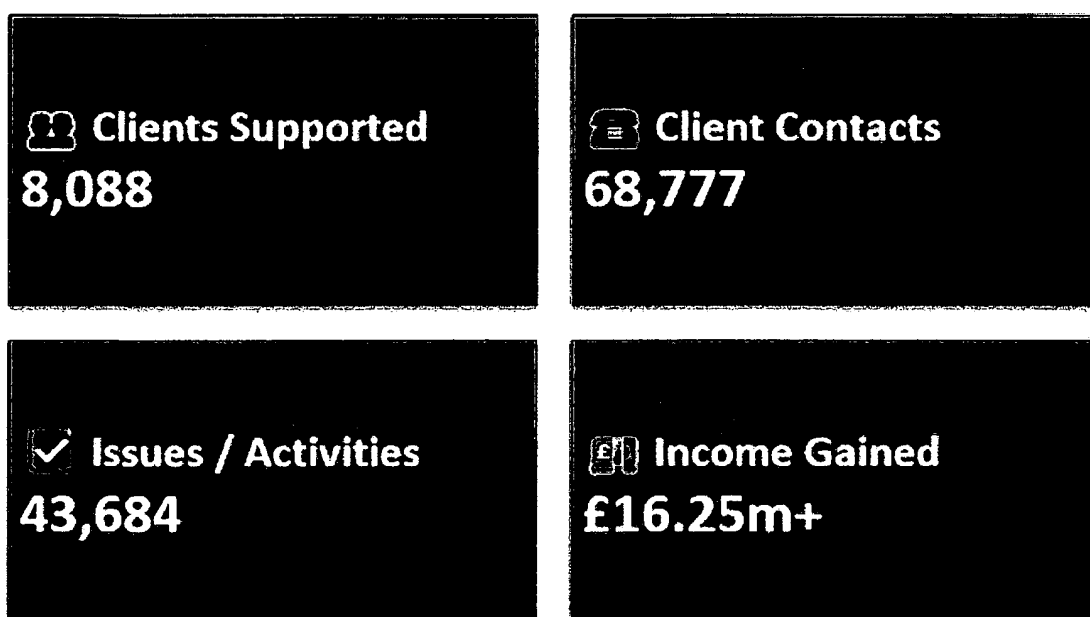 Clients Supported
8,088
Client Contacts
68,777
Issues / Activities
43,684
Income Gained
£16.25m+